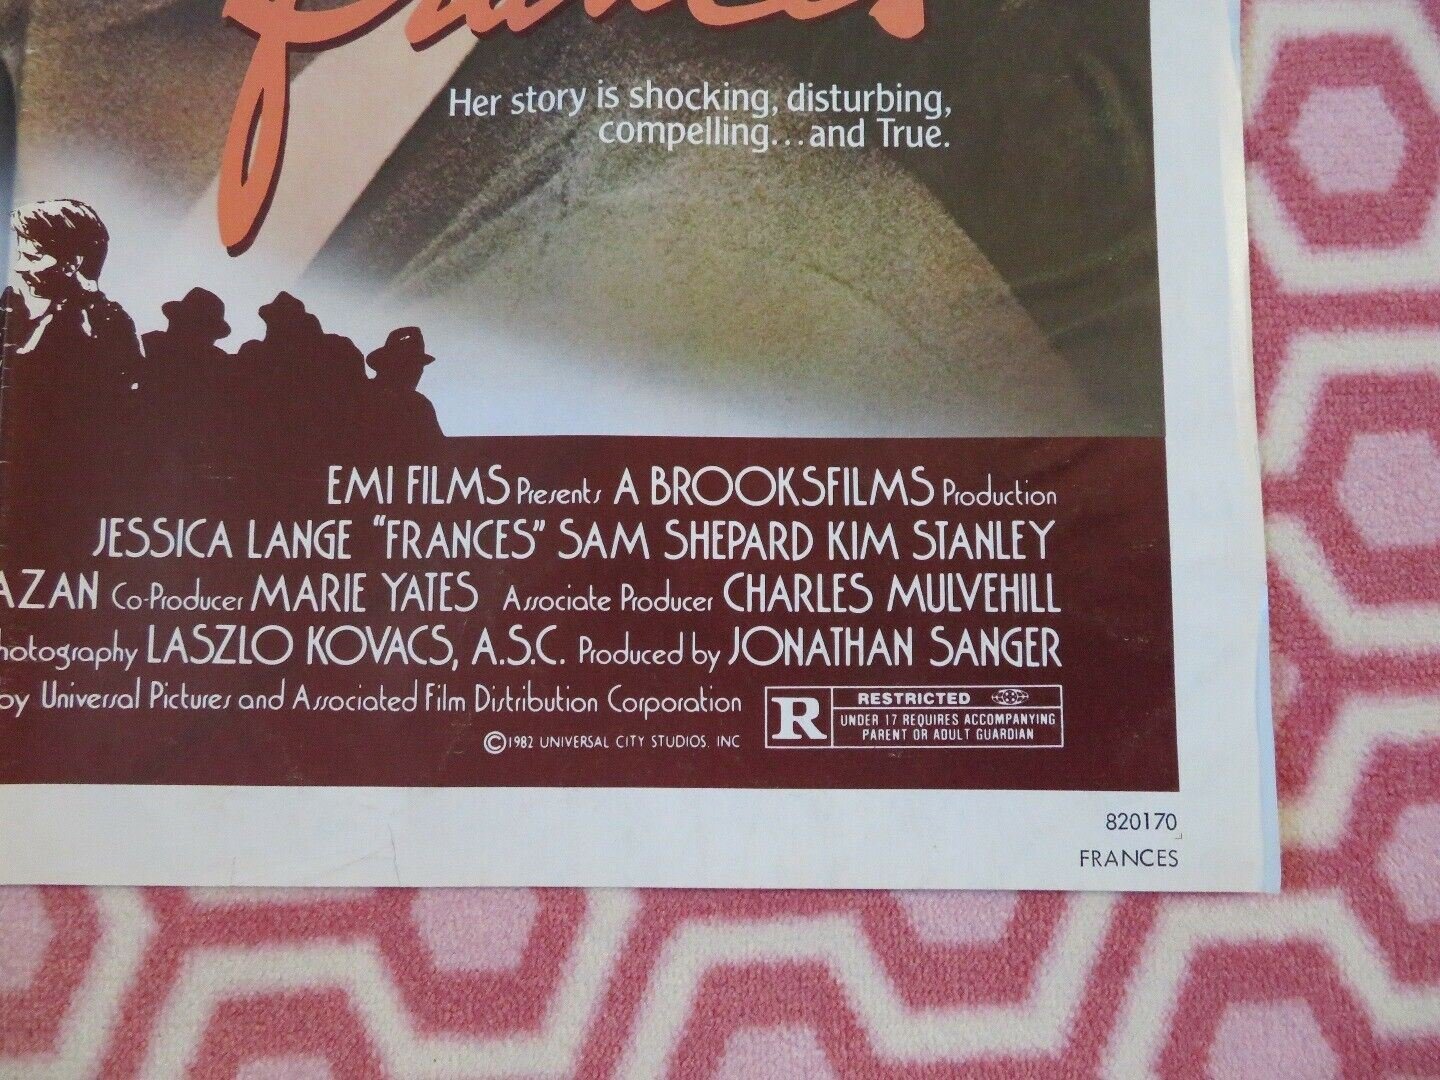 Frances
Her story is shocking, disturbing,
compelling...and True.
EMI FILMS Presents A BROOKSFILMS Production
JESSICA LANGE "FRANCES" SAM SHEPARD KIM STANLEY
AZAN Co-Producer MARIE YATES Associate Producer CHARLES MULVEHILL
hotography LASZLO KOVACS, A.S.C. Produced by JONATHAN SANGER
by Universal Pictures and Associated Film Distribution Corporation
©1982 UNIVERSAL CITY STUDIOS, INC
R RESTRICTED
UNDER 17 REQUIRES ACCOMPANYING
PARENT OR ADULT GUARDIAN
820170
FRANCES